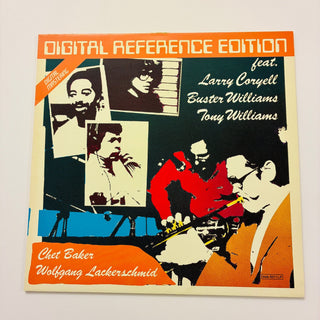 DIGITAL REFERENCE EDITION
feat.
Larry Coryell
Buster Williams
Tony Williams
Chet Baker
Wolfgang Lackerschmid